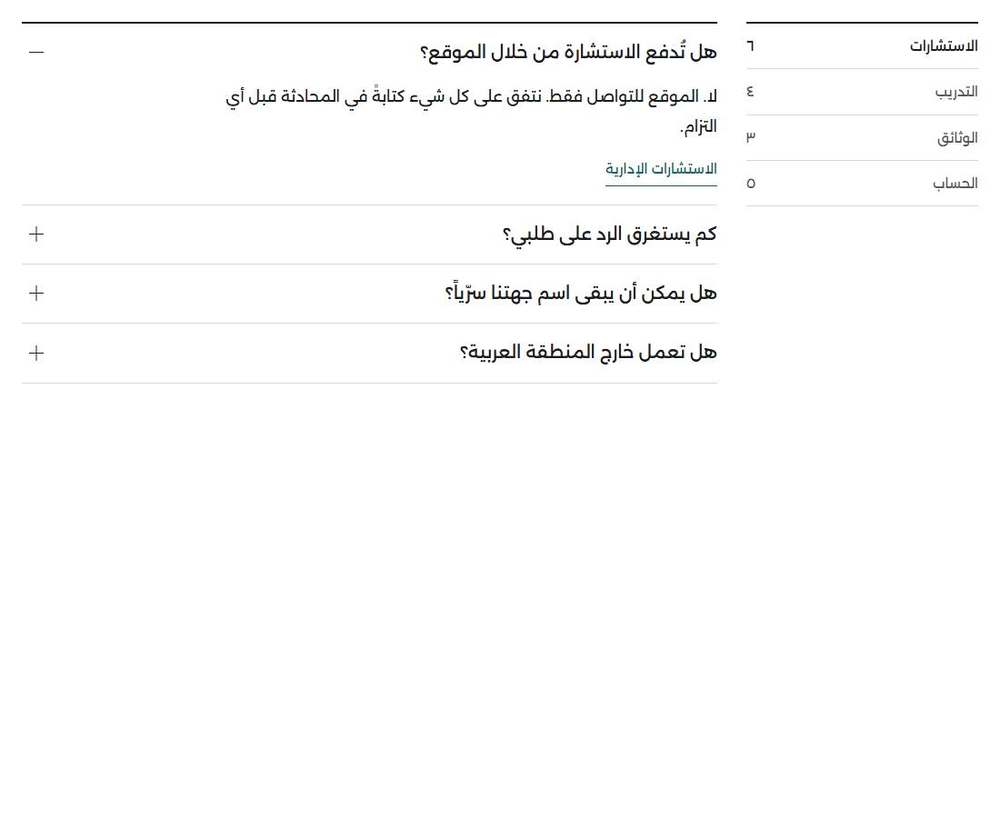 الاستشارات ٦
التدريب ٤
الوثائق ٣
الحساب ٥
هل تُدفع الاستشارة من خلال الموقع؟
لا. الموقع للتواصل فقط. نتفق على كل شيء كتابةً في المحادثة قبل أي
التزام.
الاستشارات الإدارية
كم يستغرق الرد على طلبي؟
هل يمكن أن يبقى اسم جهتنا سرّياً؟
هل تعمل خارج المنطقة العربية؟